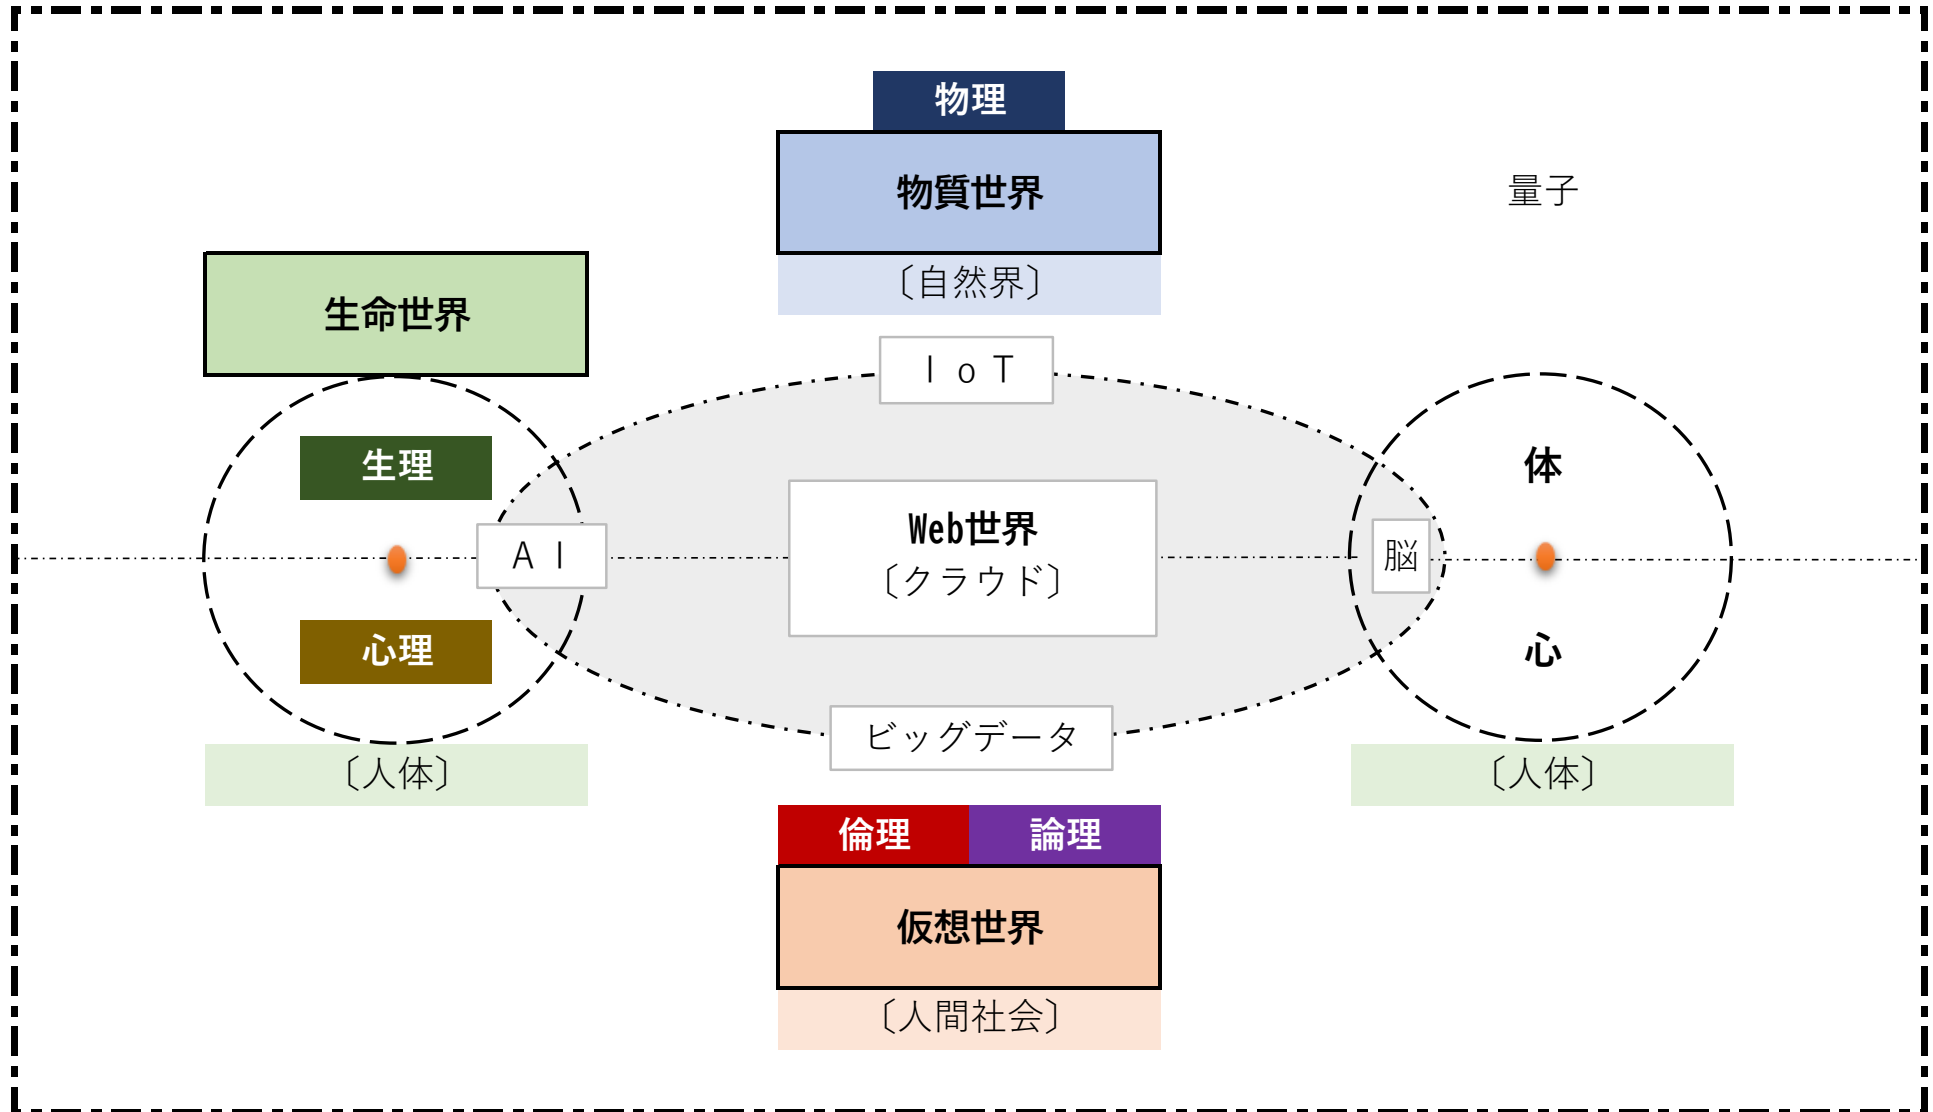 物理
物質世界
〔自然界〕
量子
生命世界
ＩｏＴ
生理
体
Web世界
〔クラウド〕
ＡＩ
脳
心理
心
ビッグデータ
〔人体〕
〔人体〕
倫理
論理
仮想世界
〔人間社会〕